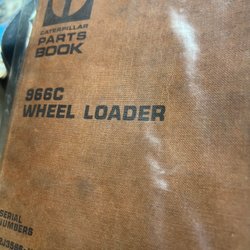 CATERPILLAR
PARTS
BOOK
966C
WHEEL LOADER
SERIAL
NUMBERS